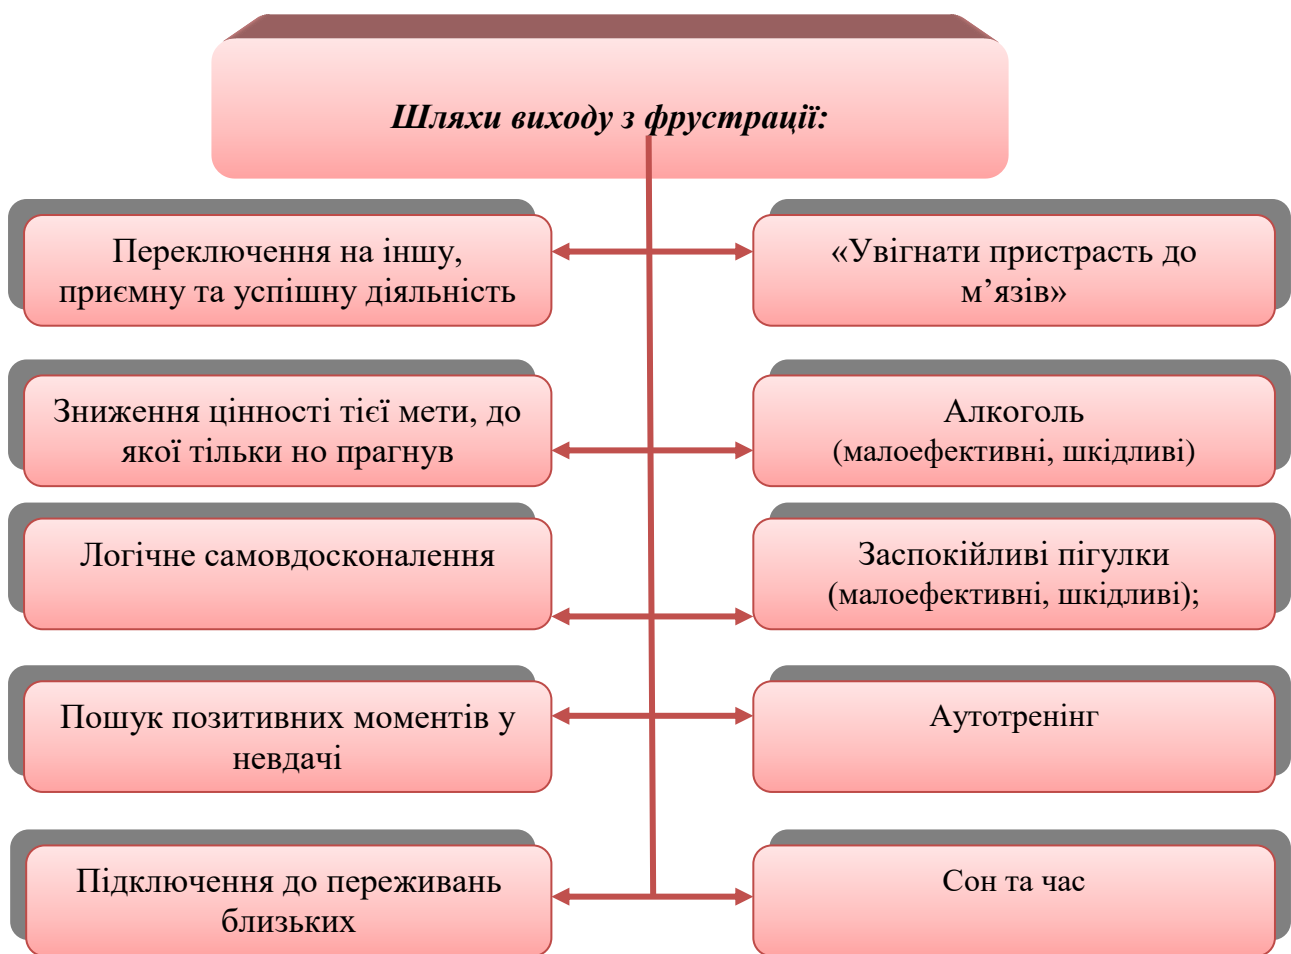 Шляхи виходу з фрустрації:
Переключення на іншу,
приємну та успішну діяльність
«Увігнати пристрасть до
м’язів»
Зниження цінності тієї мети, до
якої тільки но прагнув
Алкоголь
(малоефективні, шкідливі)
Логічне самовдосконалення
Заспокійливі пігулки
(малоефективні, шкідливі);
Пошук позитивних моментів у
невдачі
Аутотренінг
Підключення до переживань
близьких
Сон та час